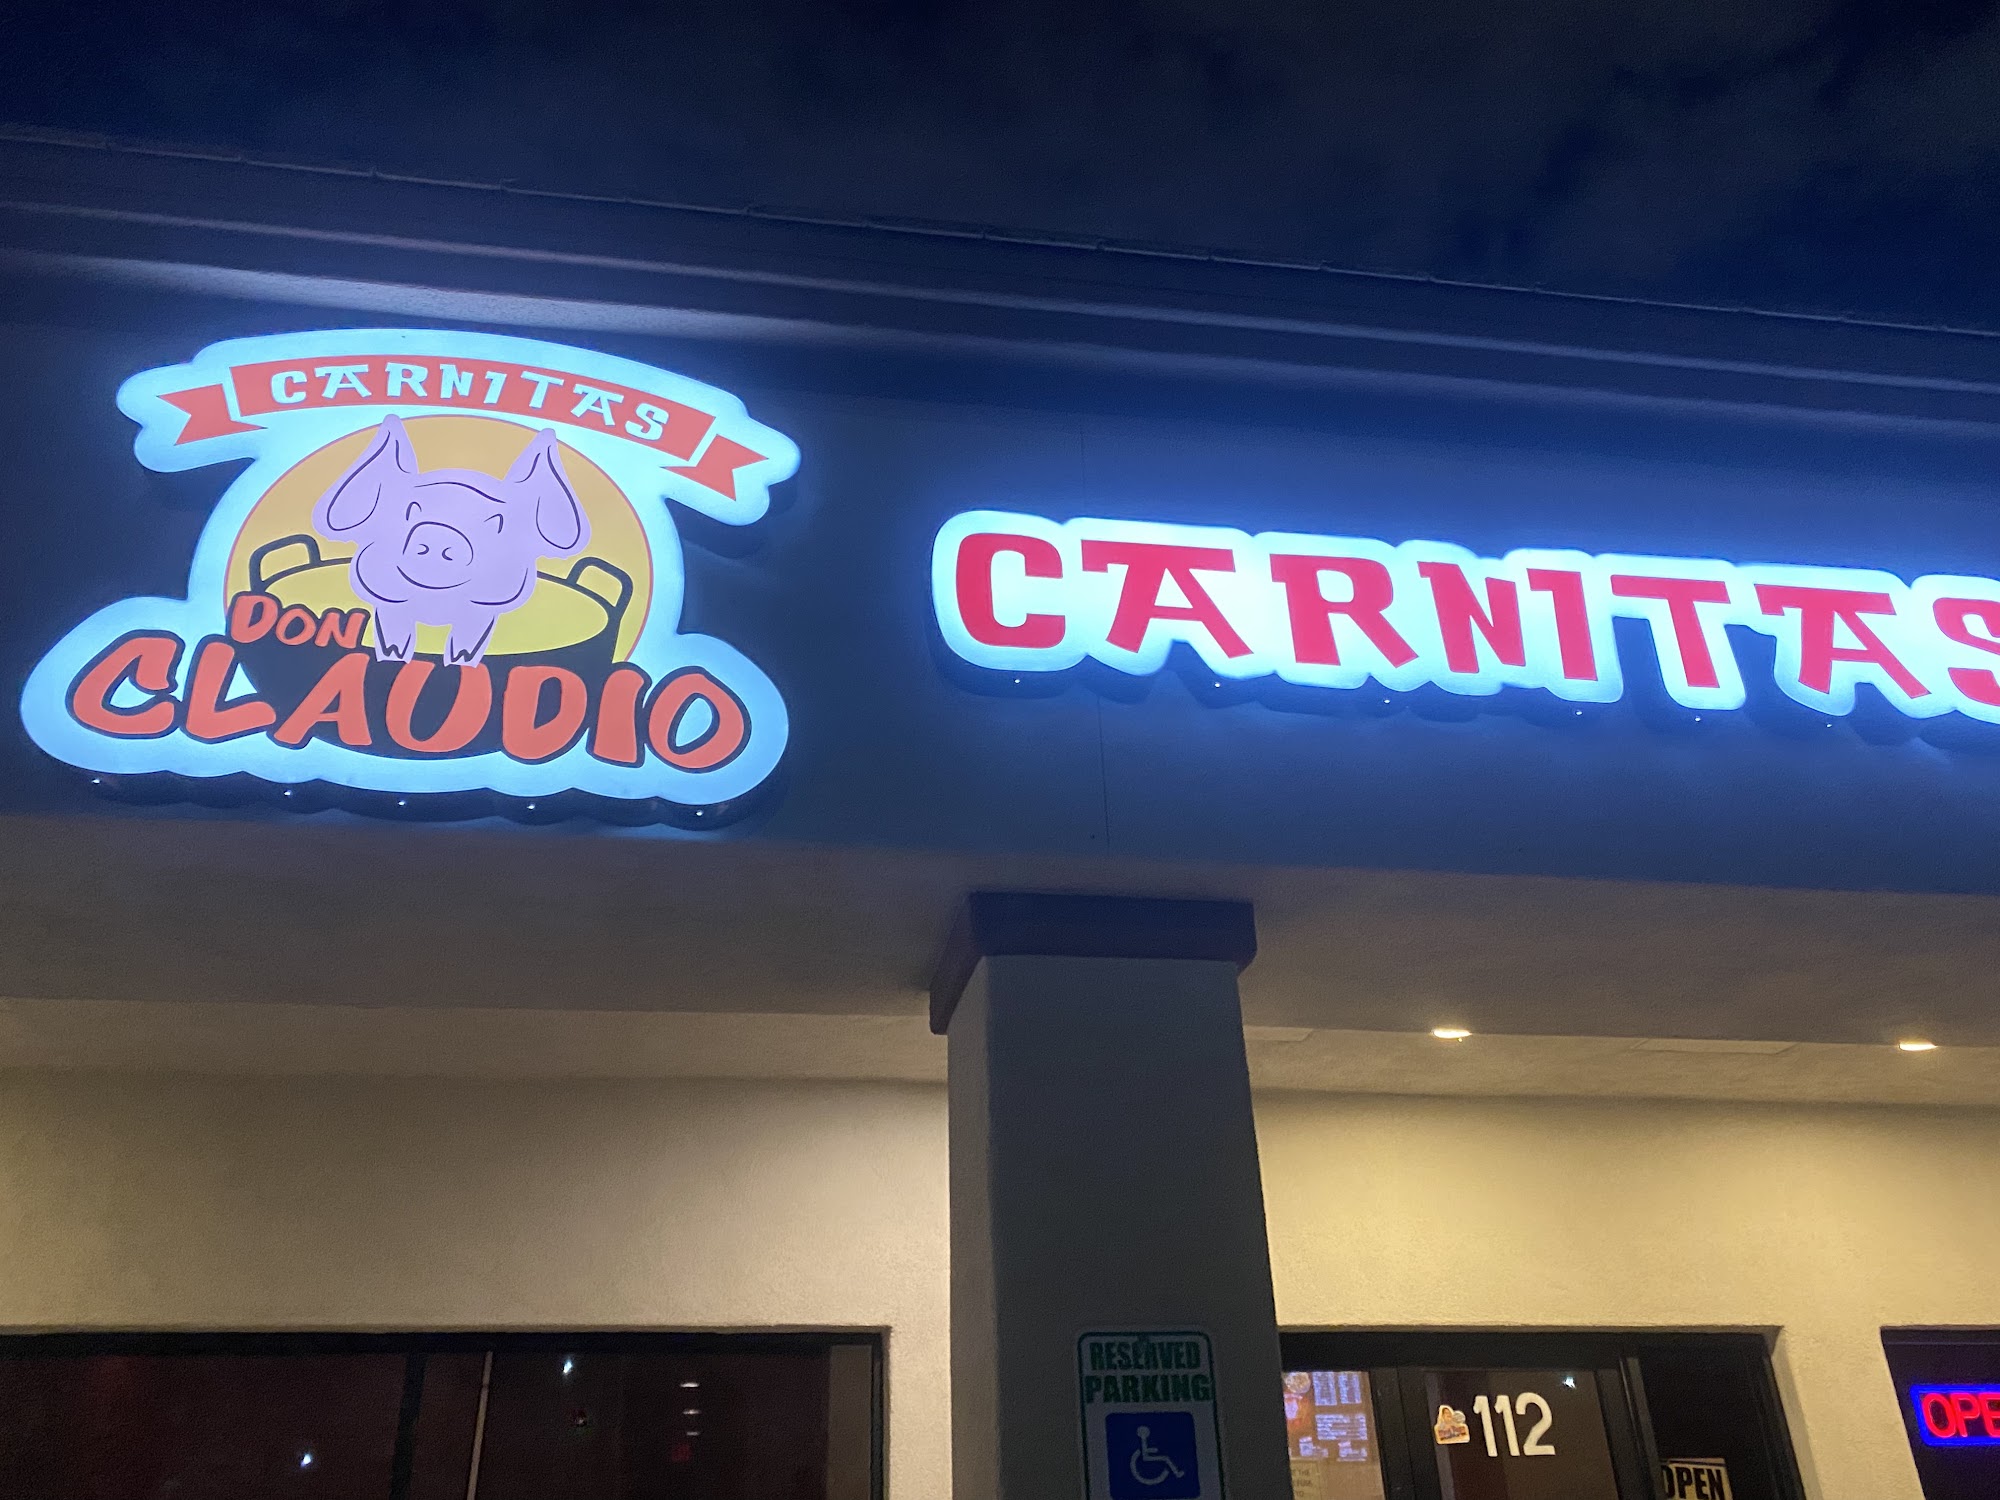 CARNITAS
DON
CLAUDIO
CARNITAS
RESERVED
PARKING
112
OPEN